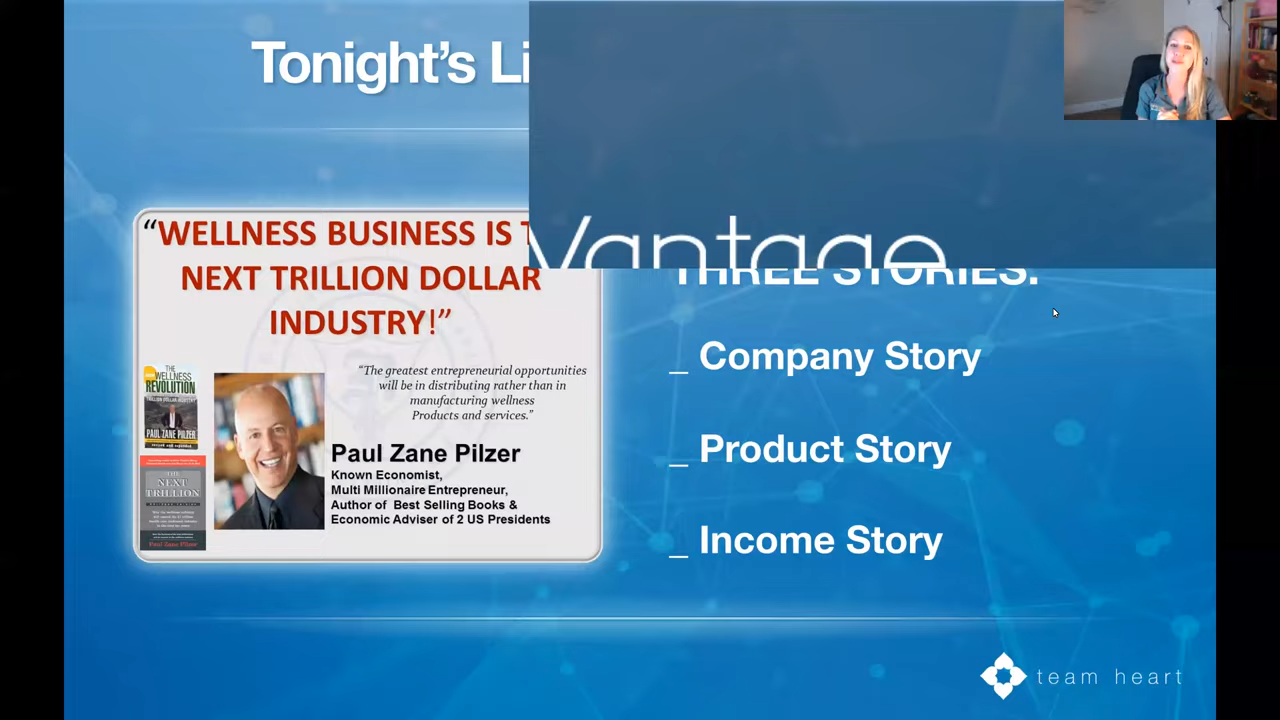 Tonight's Li
Vantage
THREE STORIES:
"WELLNESS BUSINESS IS T
NEXT TRILLION DOLLAR
INDUSTRY!"
"The greatest entrepreneurial opportunities
will be in distributing rather than in
manufacturing wellness
Products and services."
THE
WELLNESS
REVOLUTION
TRILLION DOLLAR INDUSTRY
PAUL ZANE PILZER
THE
NEXT
TRILLION
Paul Zane Pilzer
Paul Zane Pilzer
Known Economist,
Multi Millionaire Entrepreneur,
Author of Best Selling Books &
Economic Adviser of 2 US Presidents
_ Company Story
_ Product Story
_ Income Story
team heart